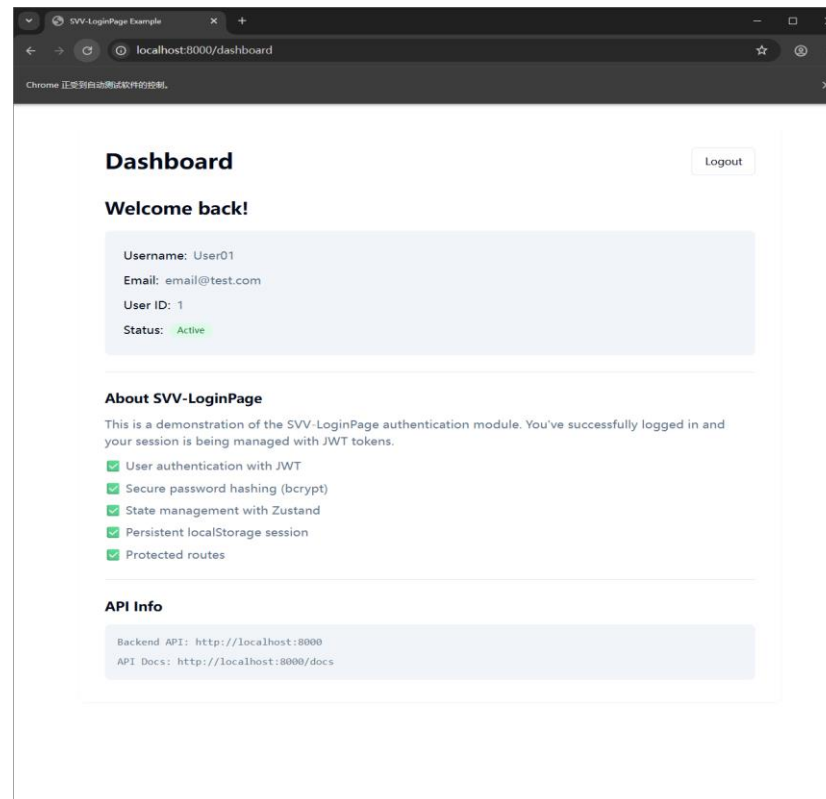 SVV-LoginPage Example
localhost:8000/dashboard
Chrome 正受到自动测试软件的控制。
Dashboard
Logout
Welcome back!
Username: User01
Email: email@test.com
User ID: 1
Status: Active
About SVV-LoginPage
This is a demonstration of the SVV-LoginPage authentication module. You've successfully logged in and
your session is being managed with JWT tokens.
User authentication with JWT
Secure password hashing (bcrypt)
State management with Zustand
Persistent localStorage session
Protected routes
API Info
Backend API: http://localhost:8000
API Docs: http://localhost:8000/docs